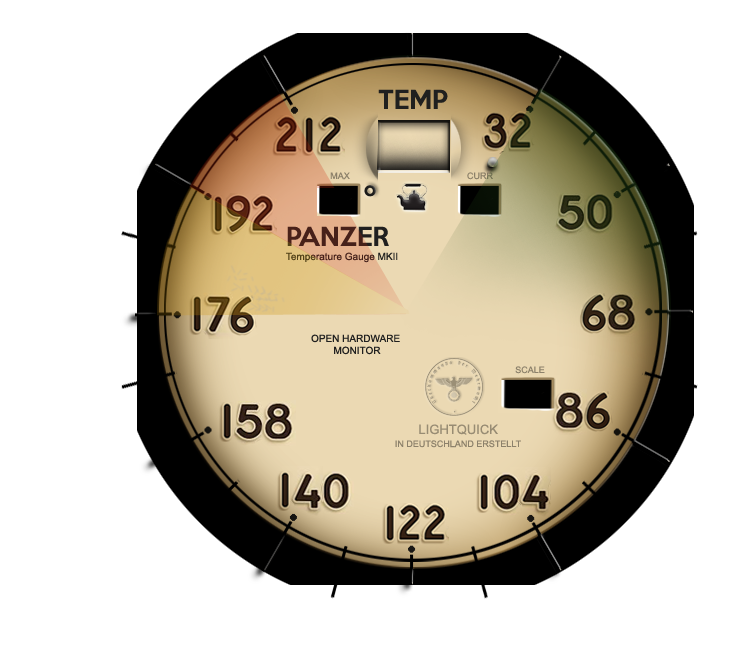 TEMP
212
32
MAX
CURR
192
50
PANZER
Temperature Gauge MKII
176
68
OPEN HARDWARE
MONITOR
SCALE
158
86
LIGHTQUICK
IN DEUTSCHLAND ERSTELLT
140
104
122